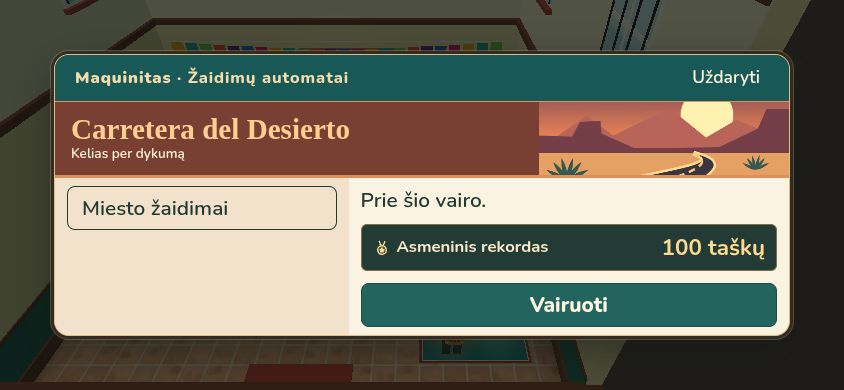 Maquinitas · Žaidimų automatai
Uždaryti
Carretera del Desierto
Kelias per dykumą
Miesto žaidimai
Prie šio vairo.
Asmeninis rekordas
100 taškų
Vairuoti